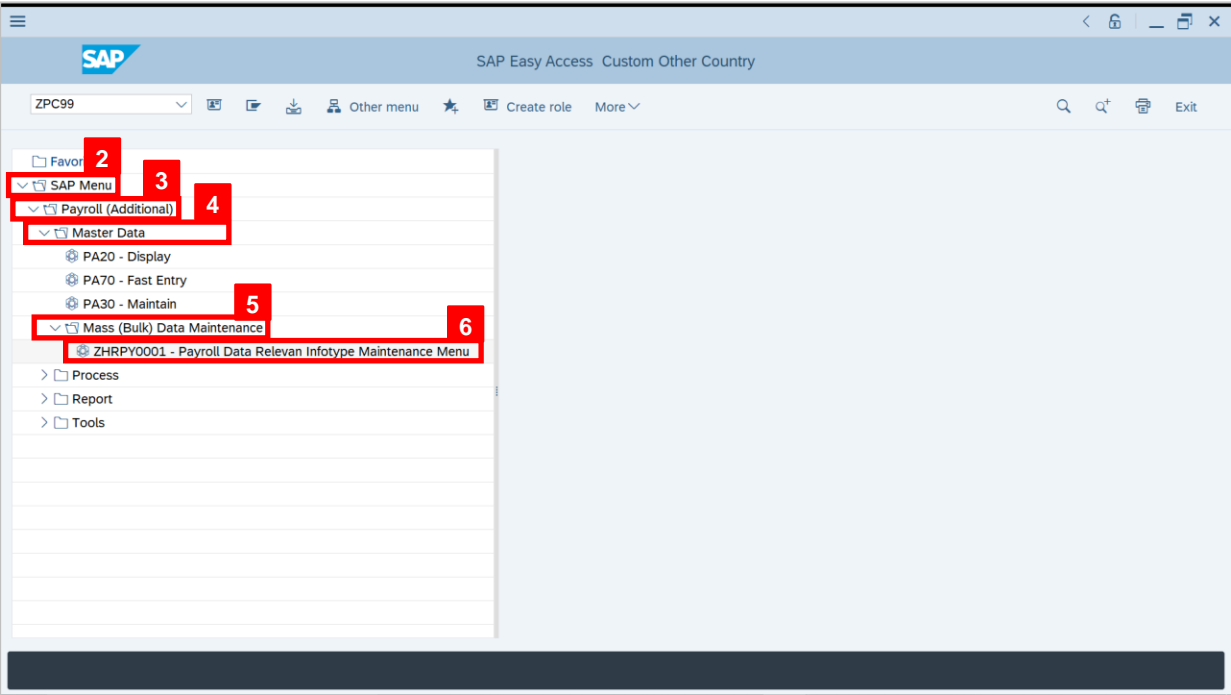 SAP
SAP Easy Access Custom Other Country
ZPC99
Other menu
Create role
More
Exit
Favor
2
SAP Menu
3
Payroll (Additional)
4
Master Data
PA20 - Display
PA70 - Fast Entry
PA30 - Maintain
5
Mass (Bulk) Data Maintenance
6
ZHRPY0001 - Payroll Data Relevan Infotype Maintenance Menu
Process
Report
Tools